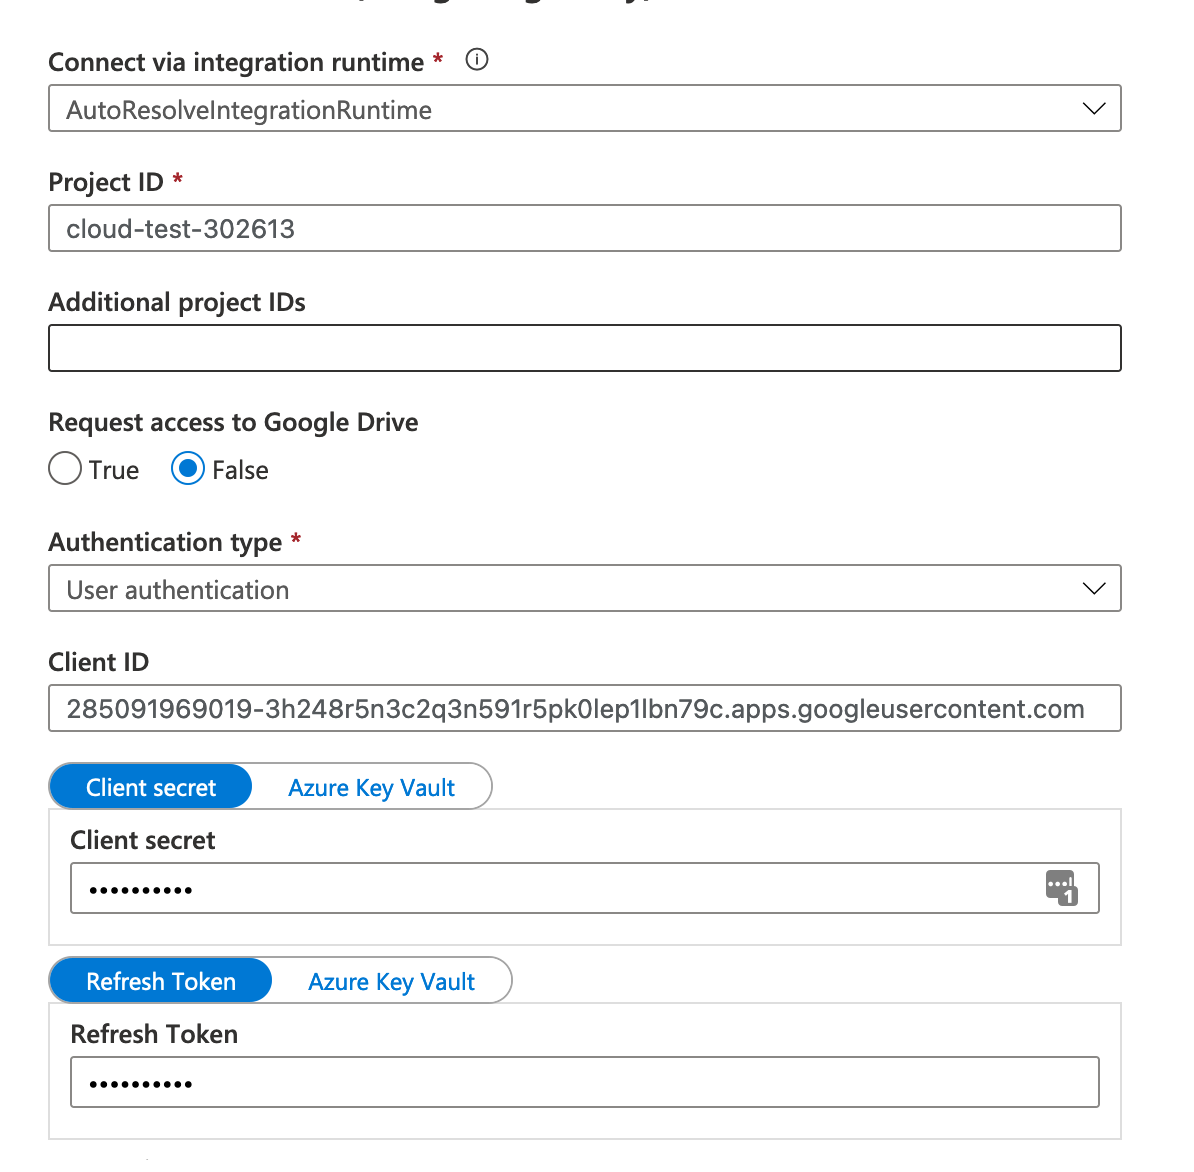 Connect via integration runtime *
AutoResolveIntegrationRuntime
Project ID *
cloud-test-302613
Additional project IDs
Request access to Google Drive
True False
Authentication type *
User authentication
Client ID
285091969019-3h248r5n3c2q3n591r5pk0lep1lbn79c.apps.googleusercontent.com
Client secret Azure Key Vault
Client secret
••••••••••
1
Refresh Token Azure Key Vault
Refresh Token
••••••••••